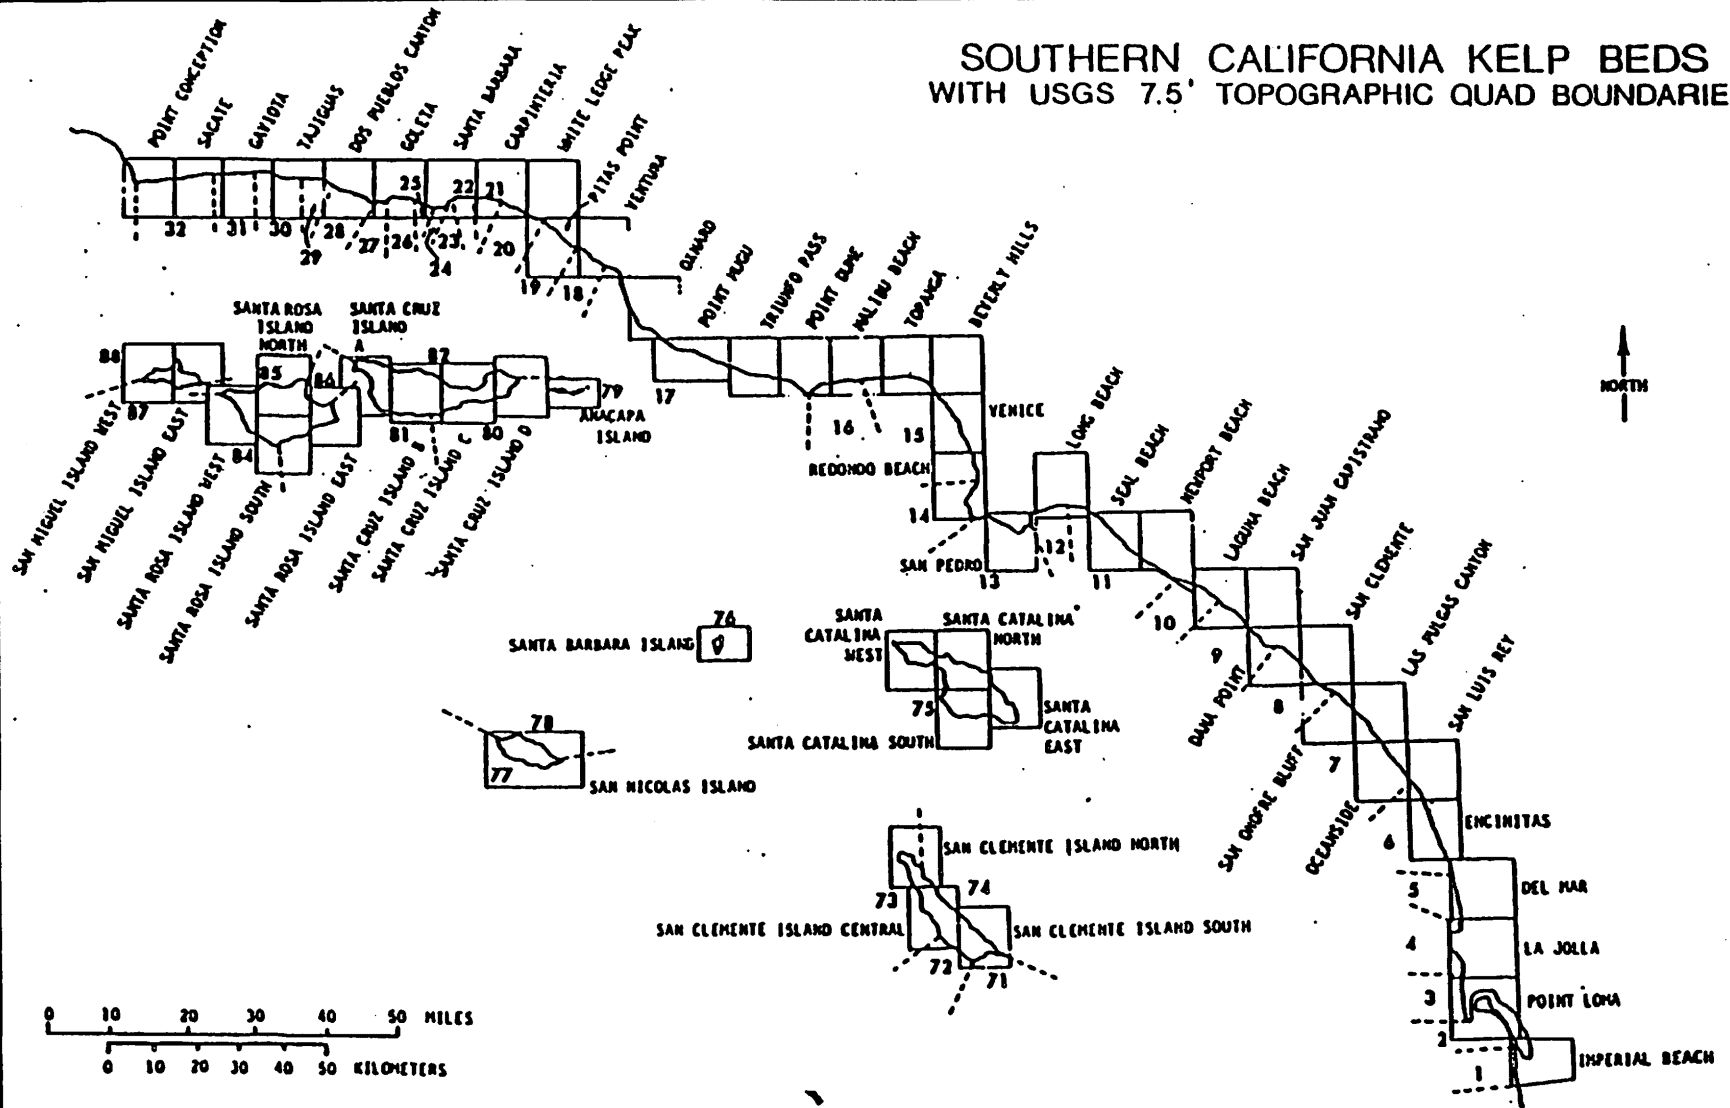 SOUTHERN CALIFORNIA KELP BEDS
WITH USGS 7.5' TOPOGRAPHIC QUAD BOUNDARIE
POINT CONCEPTION
SACATE
GAVIOTA
TAJIGUAS
DOS PUEBLOS CANYON
GOLETA
SANTA BARBARA
CARPINTERIA
WHITE LEDGE PEAK
PITAS POINT
VENTURA
32
31
30
29
28
27
26
25
24
23
22
21
20
19
18
OXNARD
POINT MUGU
TRIUNFO PASS
POINT DUME
MALIBU BEACH
TOPANGA
BEVERLY HILLS
17
16
15
VENICE
REDONDO BEACH
14
SAN PEDRO
13
12
LONG BEACH
11
SEAL BEACH
NEWPORT BEACH
10
LAGUNA BEACH
9
SAN JUAN CAPISTRANO
DANA POINT
8
SAN CLEMENTE
SAN ONOFRE BLUFF
7
LAS PULGAS CANYON
OCEANSIDE
6
SAN LUIS REY
ENCINITAS
5
DEL MAR
4
LA JOLLA
3
POINT LOMA
2
1
IMPERIAL BEACH
NORTH
SANTA ROSA
ISLAND
NORTH
SANTA CRUZ
ISLAND
A
88
87
85
86
82
84
81
80
79
ANACAPA
ISLAND
SAN MIGUEL ISLAND WEST
SAN MIGUEL ISLAND EAST
SANTA ROSA ISLAND WEST
SANTA ROSA ISLAND SOUTH
SANTA ROSA ISLAND EAST
SANTA CRUZ ISLAND B
SANTA CRUZ ISLAND C
SANTA CRUZ ISLAND D
76
SANTA BARBARA ISLAND
SANTA
CATALINA
WEST
SANTA CATALINA
NORTH
75
SANTA CATALINA SOUTH
SANTA
CATALINA
EAST
78
77
SAN NICOLAS ISLAND
SAN CLEMENTE ISLAND NORTH
74
73
SAN CLEMENTE ISLAND CENTRAL
SAN CLEMENTE ISLAND SOUTH
72
71
0 10 20 30 40 50 MILES
0 10 20 30 40 50 KILOMETERS